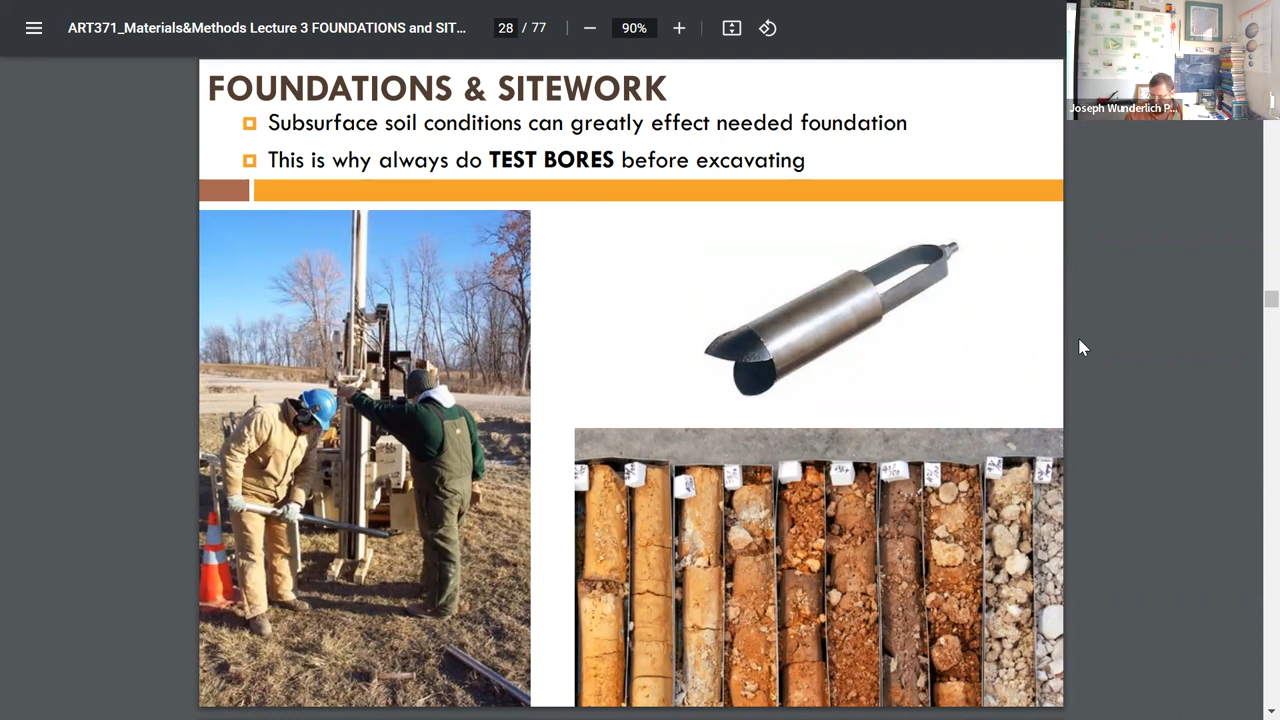 ART371_Materials&Methods Lecture 3 FOUNDATIONS and SIT...
28 / 77
90%
Joseph Wunderlich P...
FOUNDATIONS & SITEWORK
Subsurface soil conditions can greatly effect needed foundation
This is why always do TEST BORES before excavating